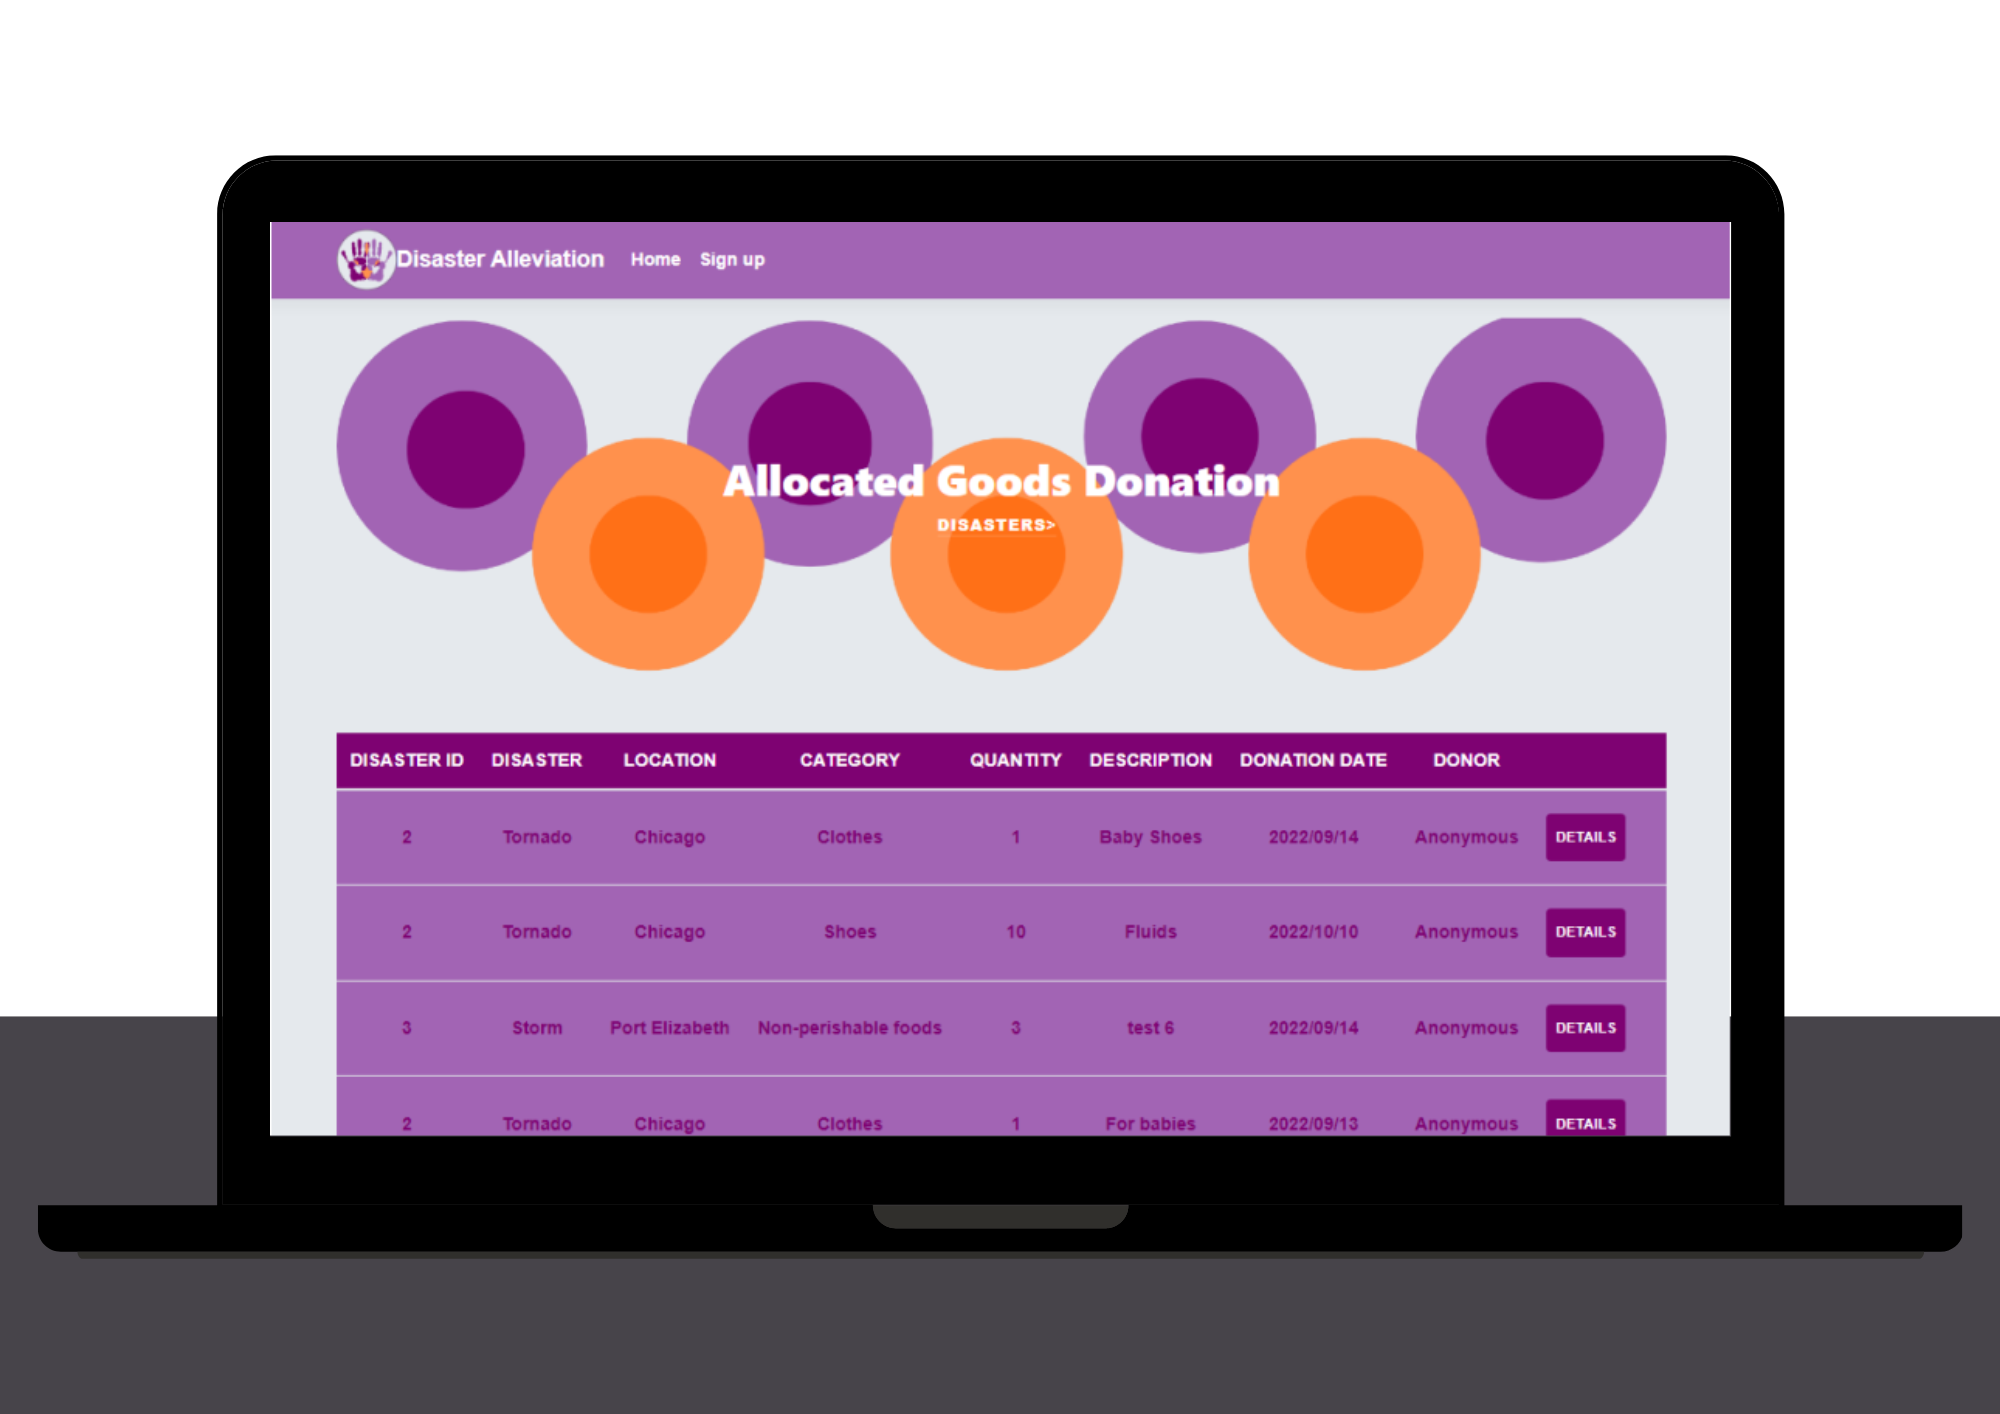 Disaster Alleviation Home Sign up
Allocated Goods Donation
DISASTERS>
DISASTER ID DISASTER LOCATION CATEGORY QUANTITY DESCRIPTION DONATION DATE DONOR
2 Tornado Chicago Clothes 1 Baby Shoes 2022/09/14 Anonymous DETAILS
2 Tornado Chicago Shoes 10 Fluids 2022/10/10 Anonymous DETAILS
3 Storm Port Elizabeth Non-perishable foods 3 test 6 2022/09/14 Anonymous DETAILS
2 Tornado Chicago Clothes 1 For babies 2022/09/13 Anonymous DETAILS